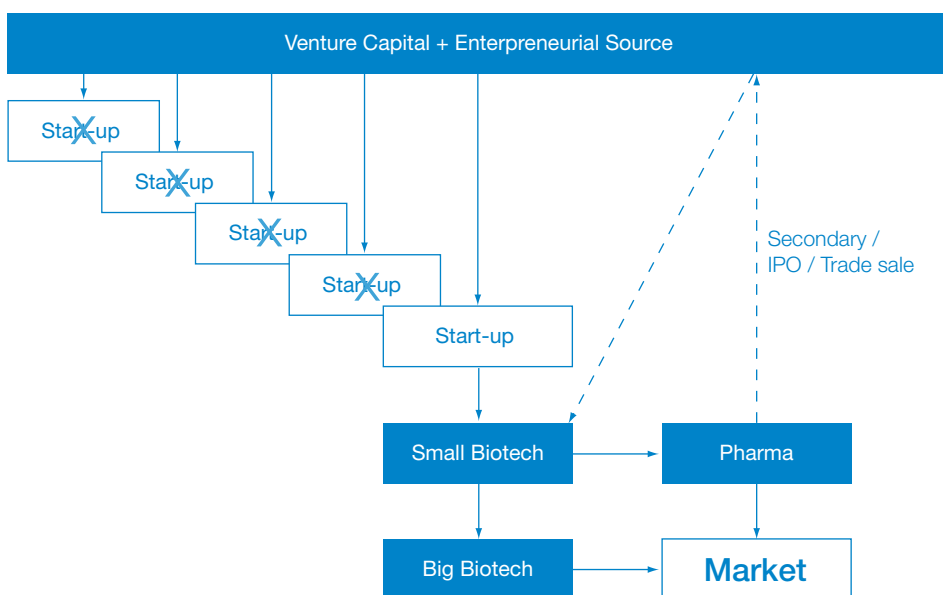 Venture Capital + Enterpreneurial Source
Start-up
Start-up
Start-up
Start-up
Start-up
Secondary /
IPO / Trade sale
Small Biotech
Pharma
Big Biotech
Market